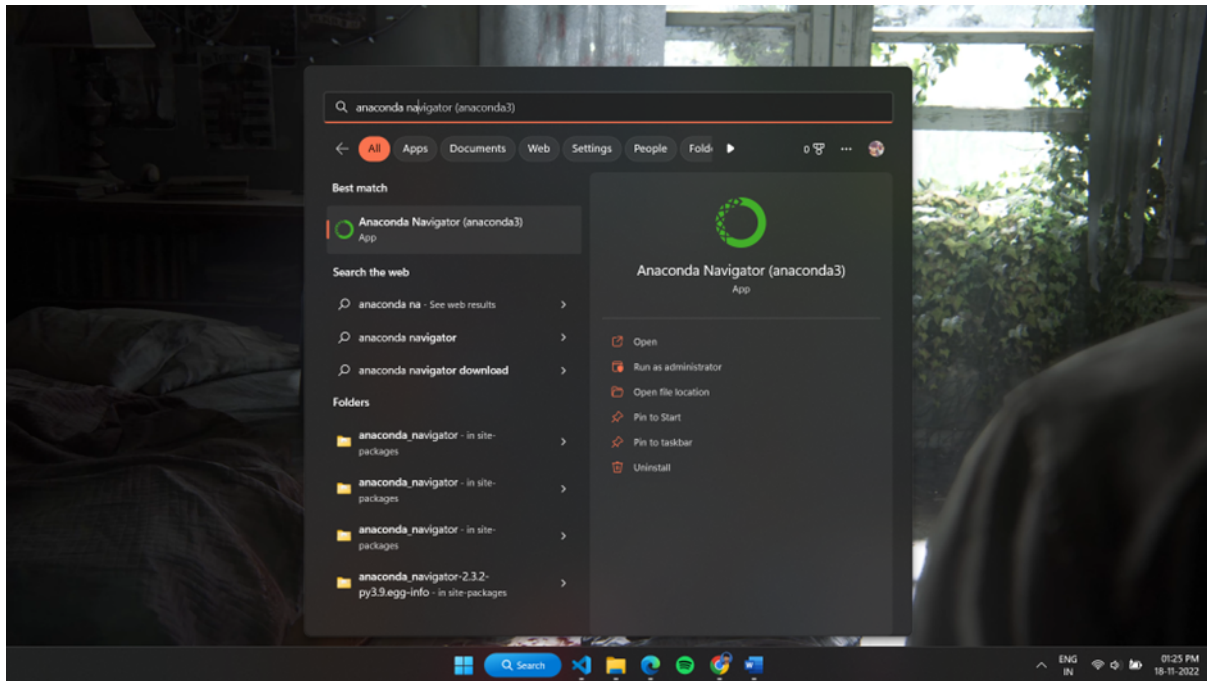 anaconda navigator (anaconda3)
All Apps Documents Web Settings People Fold
0
Best match
Anaconda Navigator (anaconda3)
App
Search the web
anaconda na - See web results
anaconda navigator
anaconda navigator download
Folders
anaconda_navigator - in site-
packages
anaconda_navigator - in site-
packages
anaconda_navigator - in site-
packages
anaconda_navigator-2.3.2-
py3.9.egg-info - in site-packages
Anaconda Navigator (anaconda3)
App
Open
Run as administrator
Open file location
Pin to Start
Pin to taskbar
Uninstall
Search
ENG
IN
01:25 PM
18-11-2022